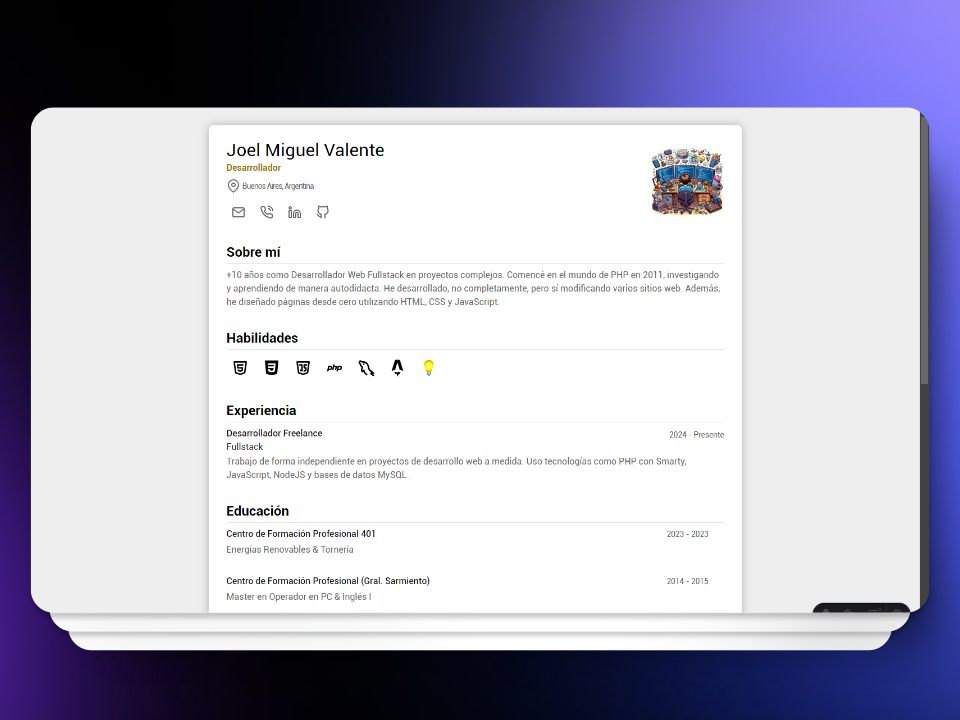 Joel Miguel Valente
Desarrollador
Buenos Aires, Argentina
Sobre mí
+10 años como Desarrollador Web Fullstack en proyectos complejos. Comencé en el mundo de PHP en 2011, investigando
y aprendiendo de manera autodidacta. He desarrollado, no completamente, pero sí modificando varios sitios web. Además,
he diseñado páginas desde cero utilizando HTML, CSS y JavaScript.
Habilidades
5 3 JS php
Experiencia
Desarrollador Freelance 2024 - Presente
Fullstack
Trabajo de forma independiente en proyectos de desarrollo web a medida. Uso tecnologías como PHP con Smarty,
JavaScript, NodeJS y bases de datos MySQL.
Educación
Centro de Formación Profesional 401 2023 - 2023
Energías Renovables & Tornería
Centro de Formación Profesional (Gral. Sarmiento) 2014 - 2015
Master en Operador en PC & Inglés I